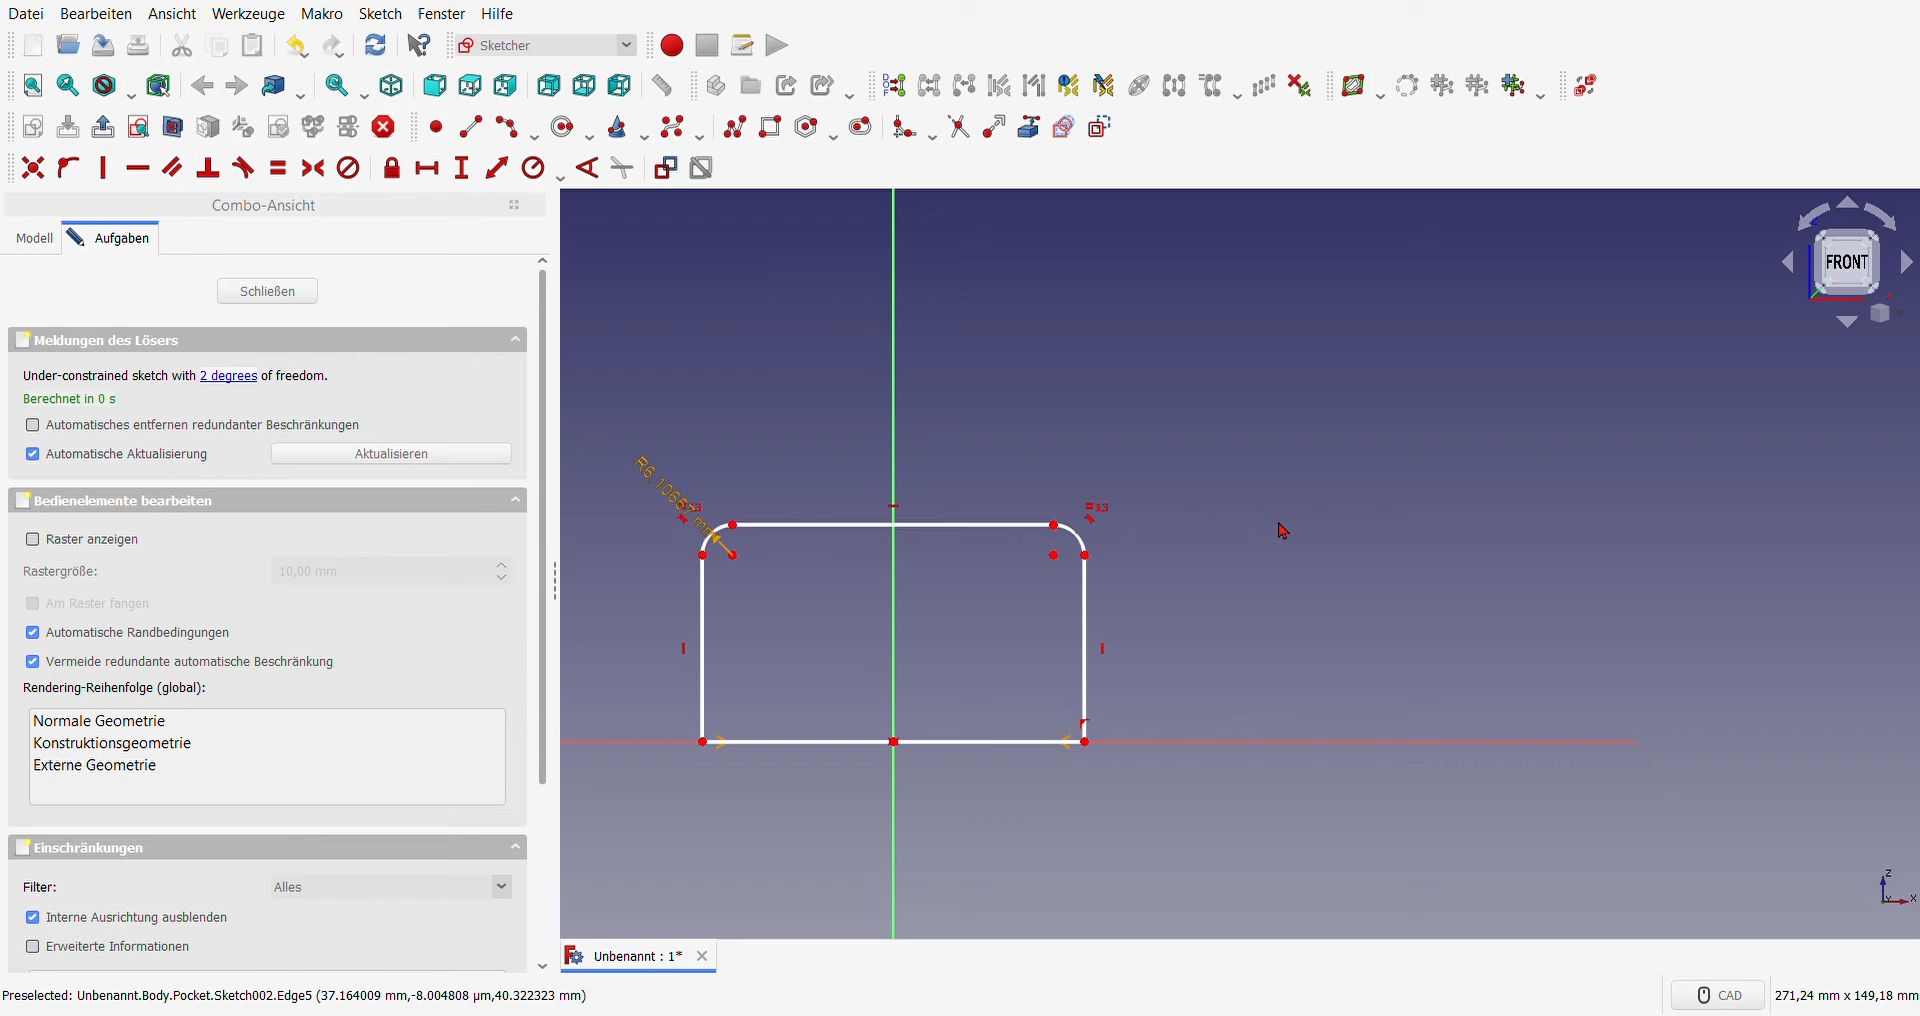 Datei Bearbeiten Ansicht Werkzeuge Makro Sketch Fenster Hilfe
Sketcher
Combo-Ansicht
Modell Aufgaben
Schließen
Meldungen des Lösers
Under-constrained sketch with 2 degrees of freedom.
Berechnet in 0 s
Automatisches entfernen redundanter Beschränkungen
Automatische Aktualisierung Aktualisieren
Bedienelemente bearbeiten
Raster anzeigen
Rastergröße: 10,00 mm
Am Raster fangen
Automatische Randbedingungen
Vermeide redundante automatische Beschränkung
Rendering-Reihenfolge (global):
Normale Geometrie
Konstruktionsgeometrie
Externe Geometrie
Einschränkungen
Filter: Alles
Interne Ausrichtung ausblenden
Erweiterte Informationen
FRONT
13
Z
X
Unbenannt : 1*
Preselected: Unbenannt.Body.Pocket.Sketch002.Edge5 (37.164009 mm,-8.004808 µm,40.322323 mm)
CAD 271,24 mm x 149,18 mm